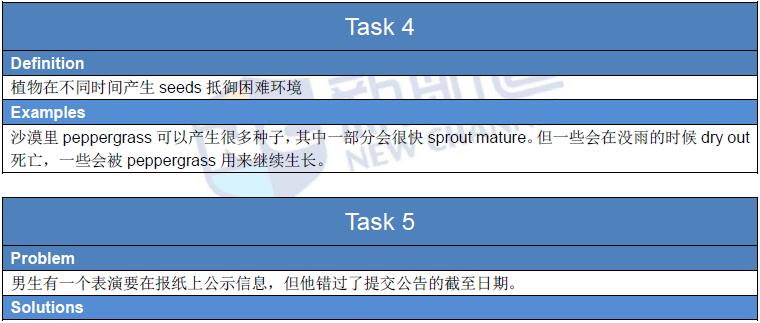 Task 4
Definition
植物在不同时间产生 seeds 抵御困难环境
Examples
沙漠里 peppergrass 可以产生很多种子，其中一部分会很快 sprout mature。但一些会在没雨的时候 dry out
死亡，一些会被 peppergrass 用来继续生长。
NEW CHANNEL
Task 5
Problem
男生有一个表演要在报纸上公示信息，但他错过了提交公告的截至日期。
Solutions